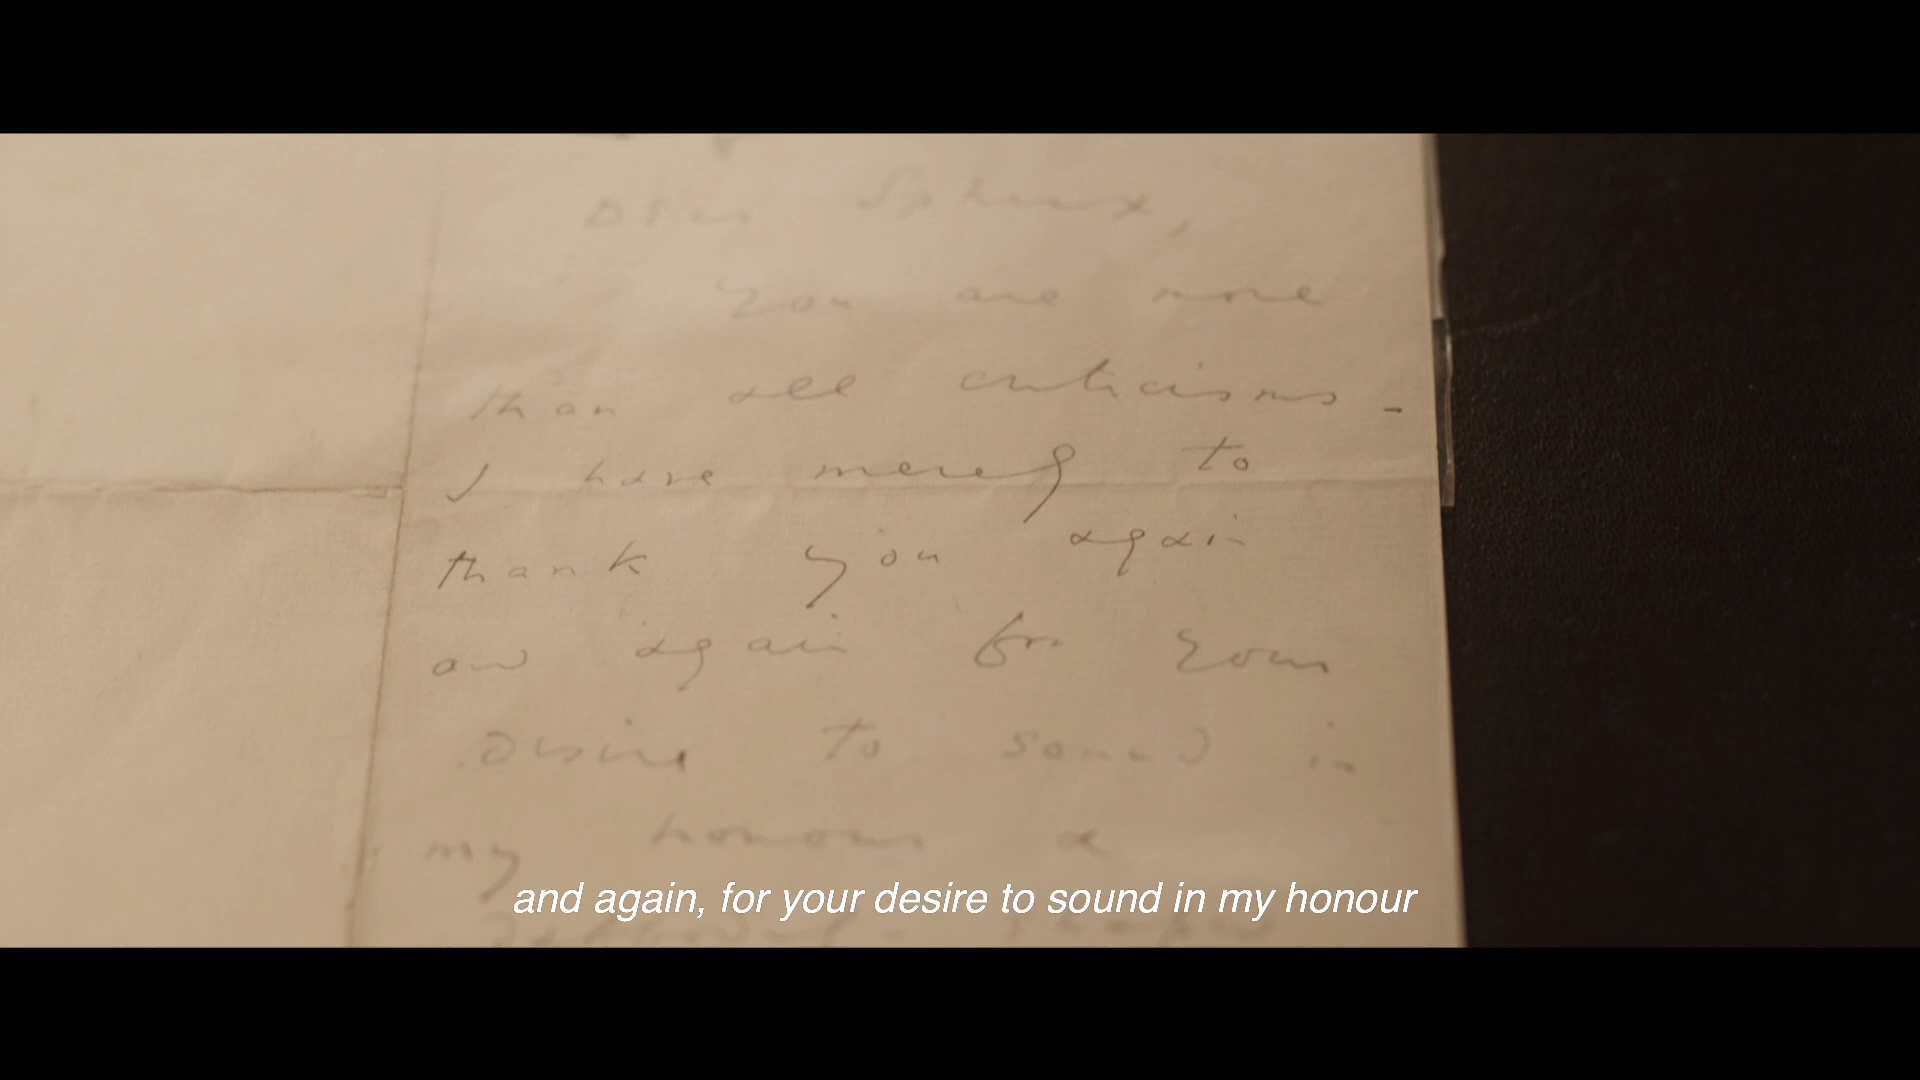 Dear Sphinx,
You are more
than all criticisms -
I have merely to
thank you again
and again for your
desire to sound in
my honour a
and again, for your desire to sound in my honour